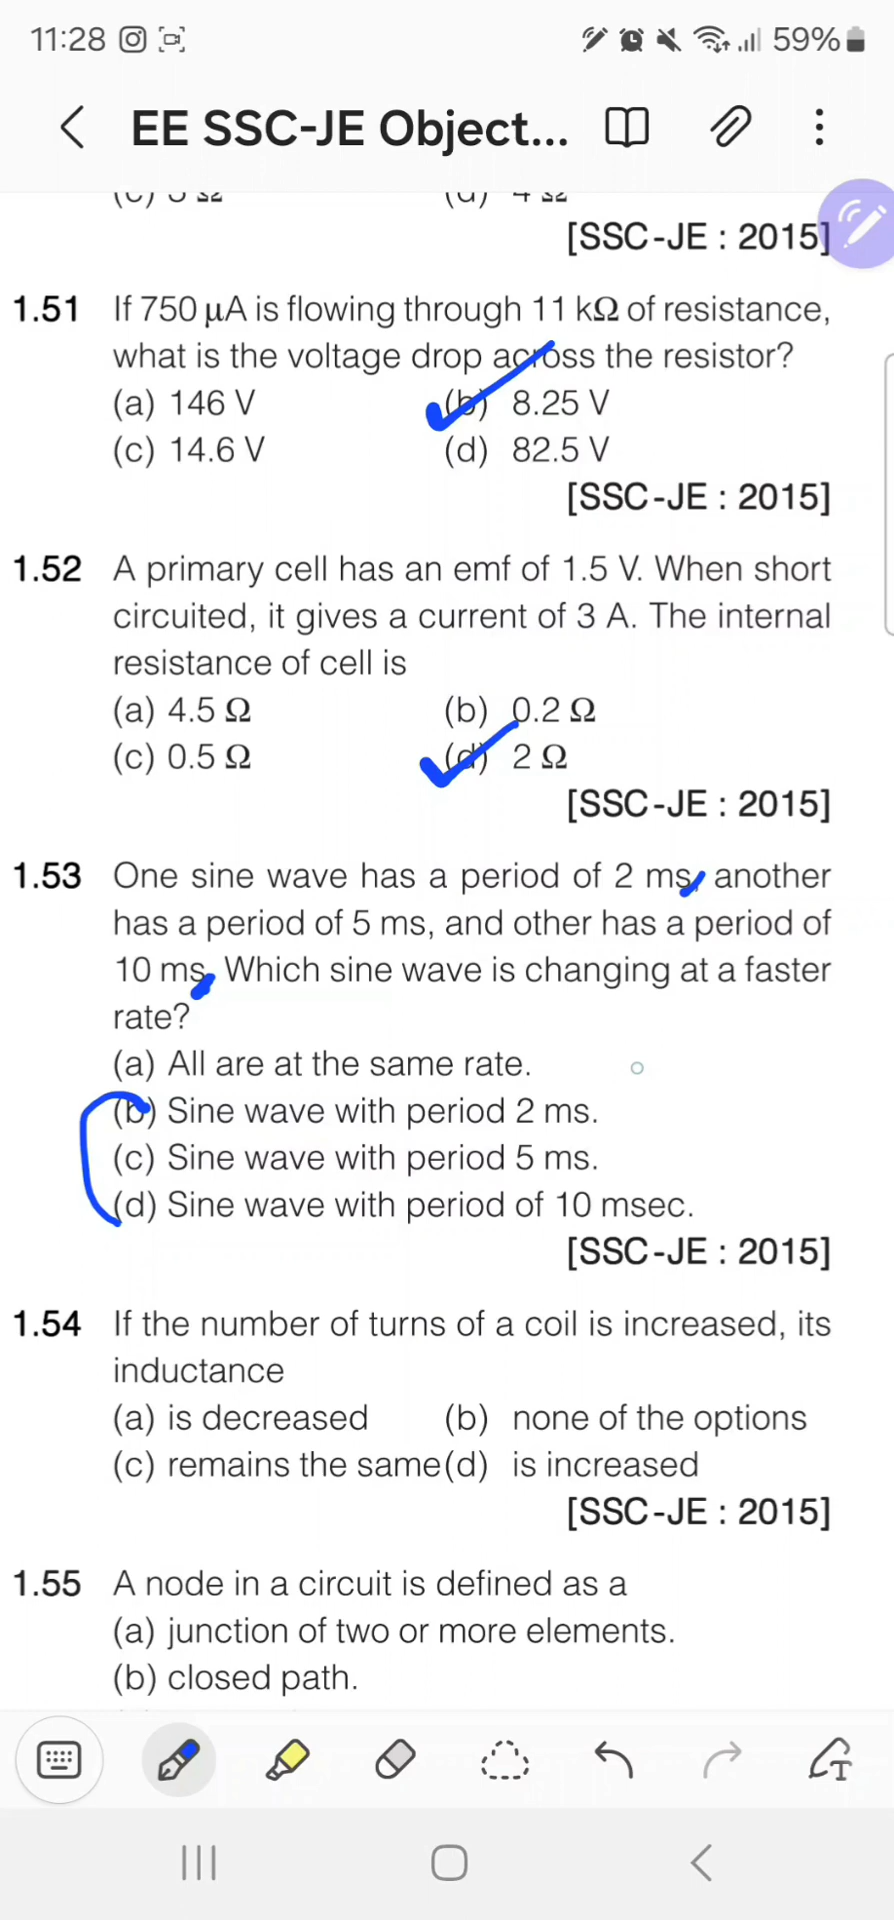 11:28 59%
EE SSC-JE Object...
(c) 3 Ω (d) 4 Ω
[SSC-JE : 2015]
1.51 If 750 μA is flowing through 11 kΩ of resistance,
what is the voltage drop across the resistor?
(a) 146 V (b) 8.25 V
(c) 14.6 V (d) 82.5 V
[SSC-JE : 2015]
1.52 A primary cell has an emf of 1.5 V. When short
circuited, it gives a current of 3 A. The internal
resistance of cell is
(a) 4.5 Ω (b) 0.2 Ω
(c) 0.5 Ω (d) 2 Ω
[SSC-JE : 2015]
1.53 One sine wave has a period of 2 ms, another
has a period of 5 ms, and other has a period of
10 ms. Which sine wave is changing at a faster
rate?
(a) All are at the same rate.
(b) Sine wave with period 2 ms.
(c) Sine wave with period 5 ms.
(d) Sine wave with period of 10 msec.
[SSC-JE : 2015]
1.54 If the number of turns of a coil is increased, its
inductance
(a) is decreased (b) none of the options
(c) remains the same(d) is increased
[SSC-JE : 2015]
1.55 A node in a circuit is defined as a
(a) junction of two or more elements.
(b) closed path.